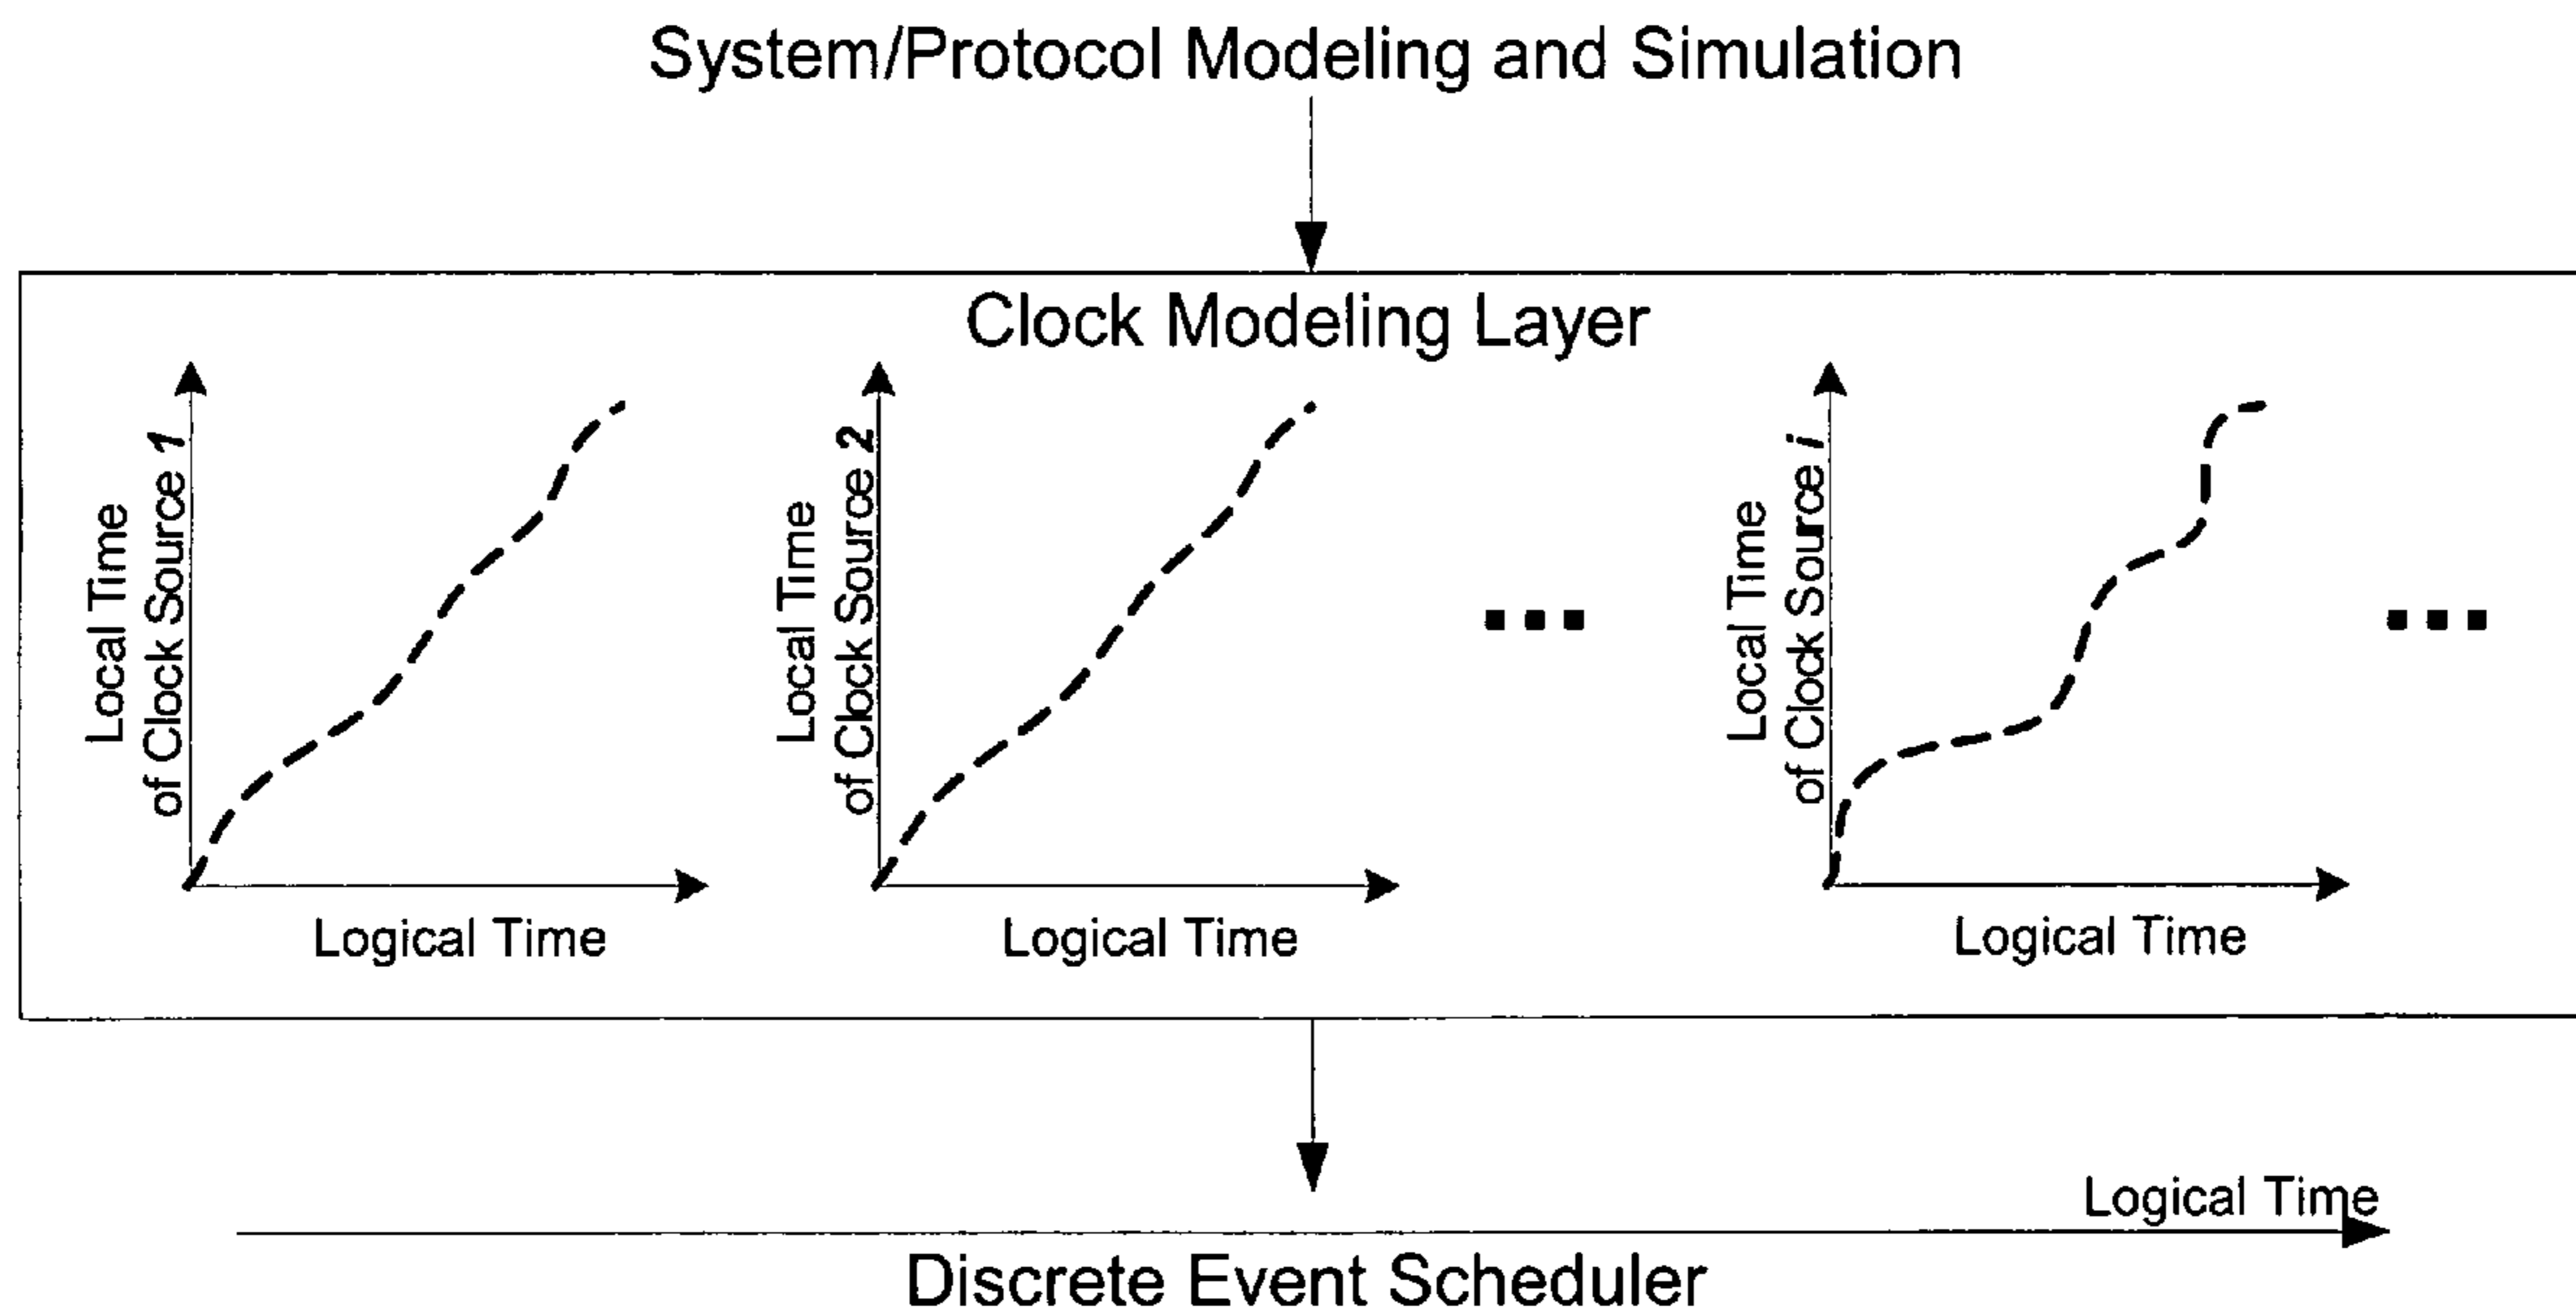 System/Protocol Modeling and Simulation
Clock Modeling Layer
Local Time
of Clock Source 1
Logical Time
Local Time
of Clock Source 2
Logical Time
Local Time
of Clock Source i
Logical Time
Logical Time
Discrete Event Scheduler